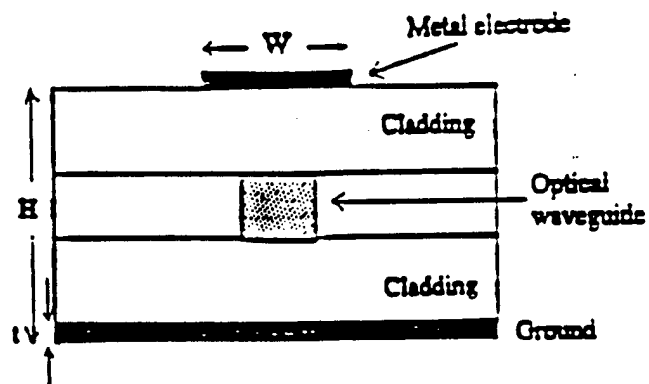 Metal electrode
W
Cladding
H
Optical
waveguide
Cladding
t
Ground